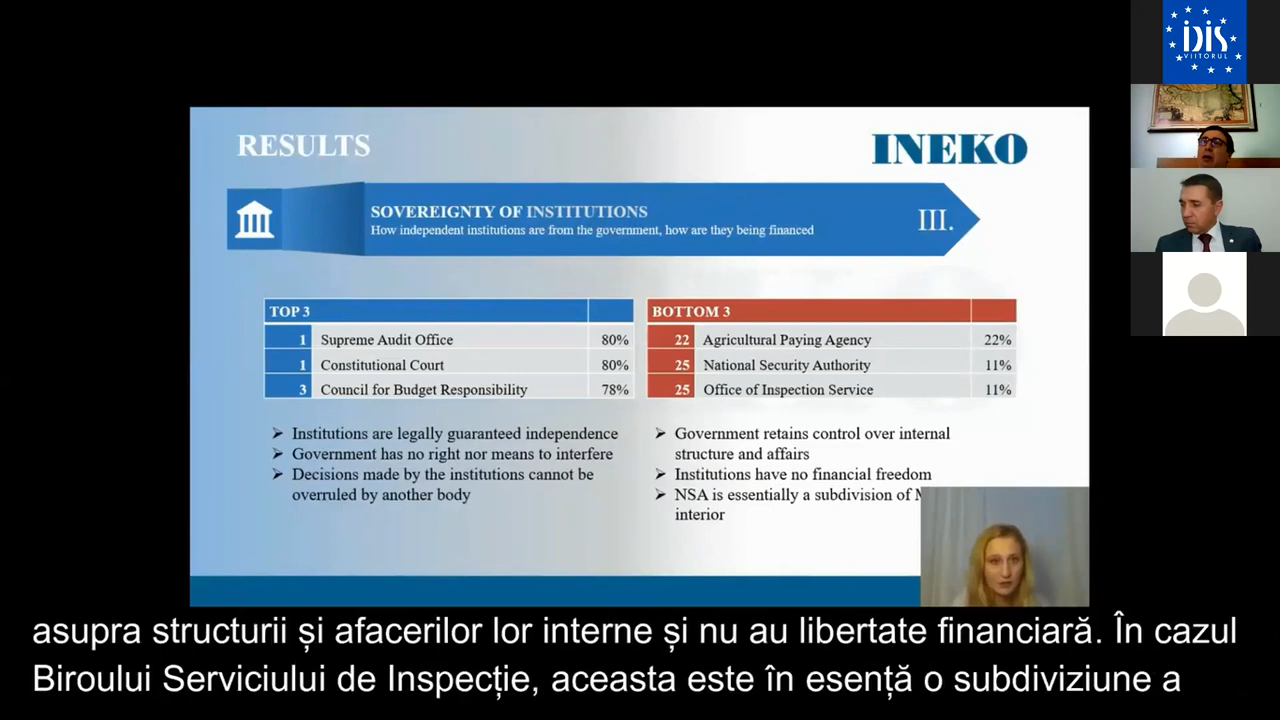 IDIS
VIITORUL
RESULTS
INEKO
SOVEREIGNTY OF INSTITUTIONS
How independent institutions are from the government, how are they being financed
III.
TOP 3
1 Supreme Audit Office 80%
1 Constitutional Court 80%
3 Council for Budget Responsibility 78%
BOTTOM 3
22 Agricultural Paying Agency 22%
25 National Security Authority 11%
25 Office of Inspection Service 11%
➢ Institutions are legally guaranteed independence
➢ Government has no right nor means to interfere
➢ Decisions made by the institutions cannot be
overruled by another body
➢ Government retains control over internal
structure and affairs
➢ Institutions have no financial freedom
➢ NSA is essentially a subdivision of
interior
asupra structurii și afacerilor lor interne și nu au libertate financiară. În cazul
Biroului Serviciului de Inspecție, aceasta este în esență o subdiviziune a